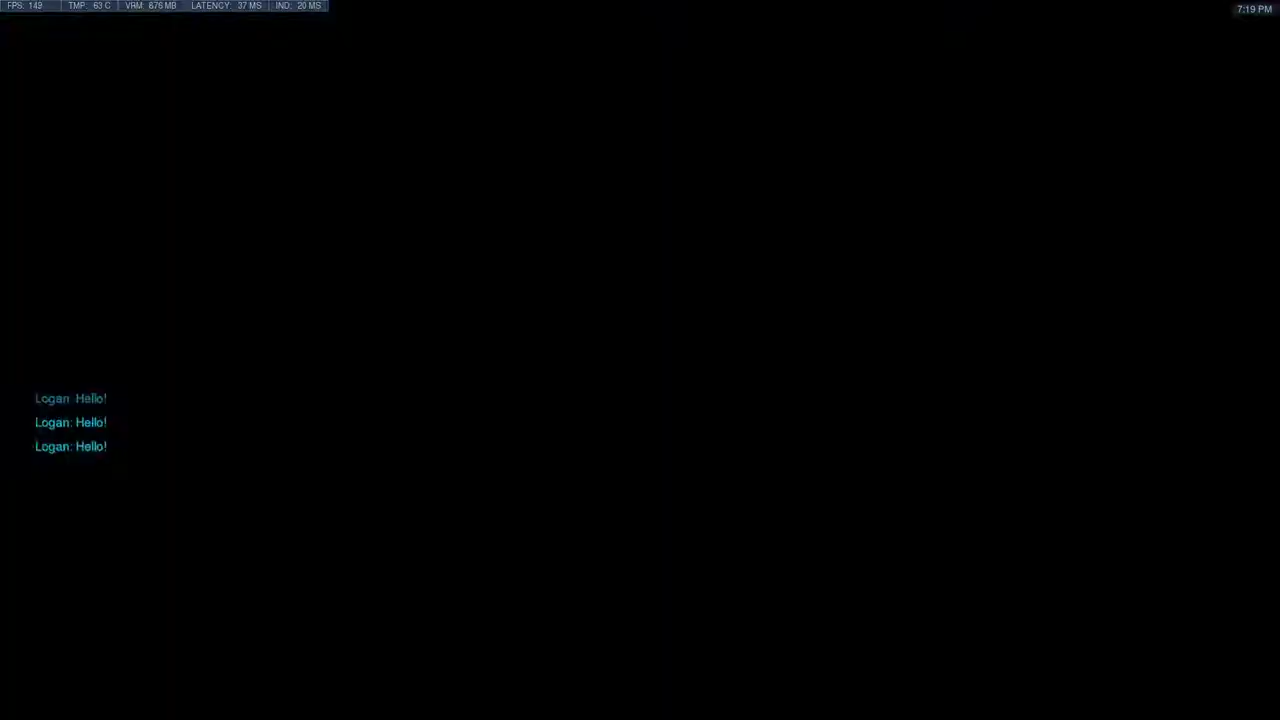 FPS: 149 TMP: 63 C VRM: 876 MB LATENCY: 37 MS IND: 20 MS
7:19 PM
Logan: Hello!
Logan: Hello!
Logan: Hello!